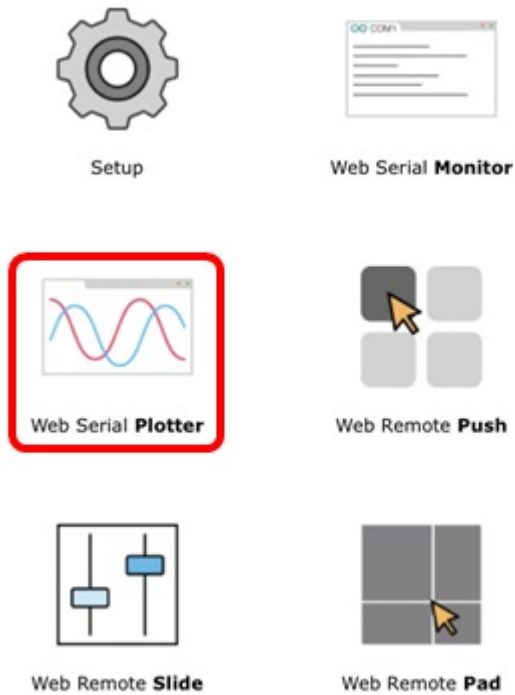 COM1
Setup
Web Serial Monitor
Web Serial Plotter
Web Remote Push
Web Remote Slide
Web Remote Pad